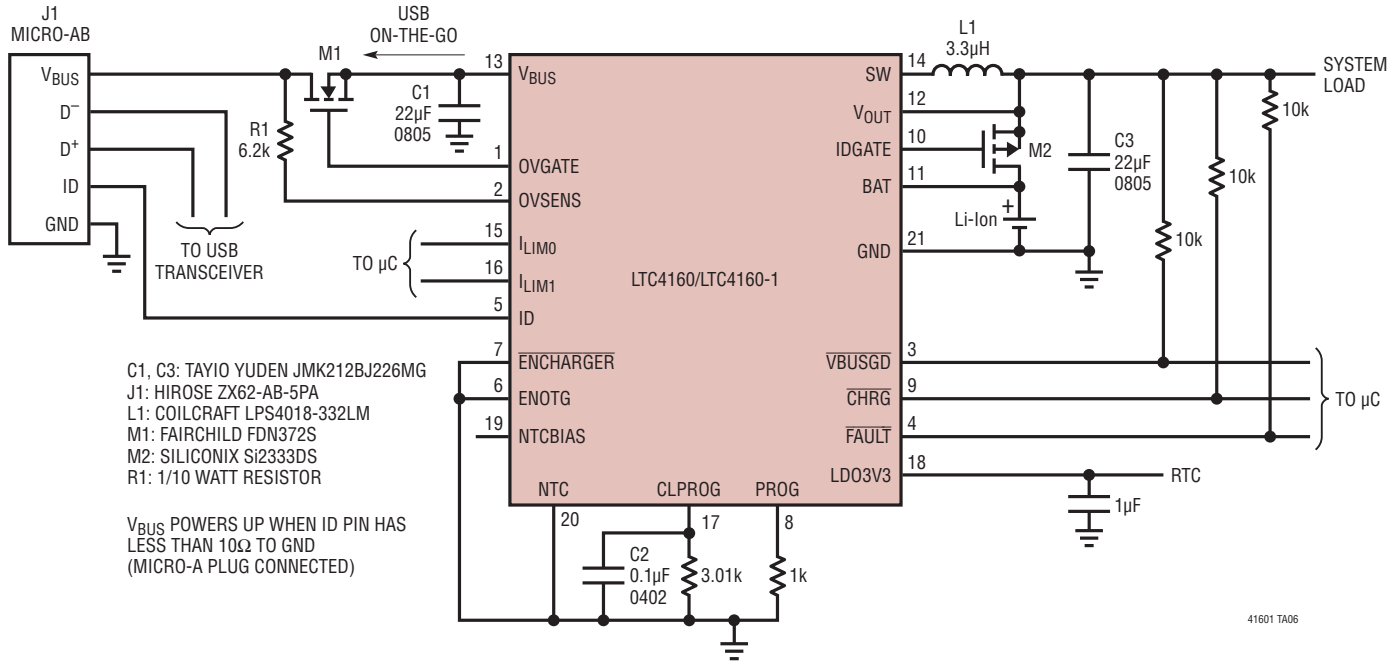 J1
MICRO-AB
VBUS
D−
D+
ID
GND
TO USB
TRANSCEIVER
M1
USB
ON-THE-GO
R1
6.2k
C1
22µF
0805
13
VBUS
1
OVGATE
2
OVSENS
TO µC
15
ILIM0
16
ILIM1
5
ID
7
ENCHARGER
6
ENOTG
19
NTCBIAS
LTC4160/LTC4160-1
NTC
20
CLPROG
17
PROG
8
C2
0.1µF
0402
3.01k
1k
SW
14
L1
3.3µH
VOUT
12
IDGATE
10
M2
BAT
11
Li-Ion
+
GND
21
C3
22µF
0805
10k
10k
10k
SYSTEM
LOAD
VBUSGD
3
CHRG
9
FAULT
4
TO µC
LDO3V3
18
RTC
1µF
C1, C3: TAYIO YUDEN JMK212BJ226MG
J1: HIROSE ZX62-AB-5PA
L1: COILCRAFT LPS4018-332LM
M1: FAIRCHILD FDN372S
M2: SILICONIX Si2333DS
R1: 1/10 WATT RESISTOR
VBUS POWERS UP WHEN ID PIN HAS
LESS THAN 10Ω TO GND
(MICRO-A PLUG CONNECTED)
41601 TA06